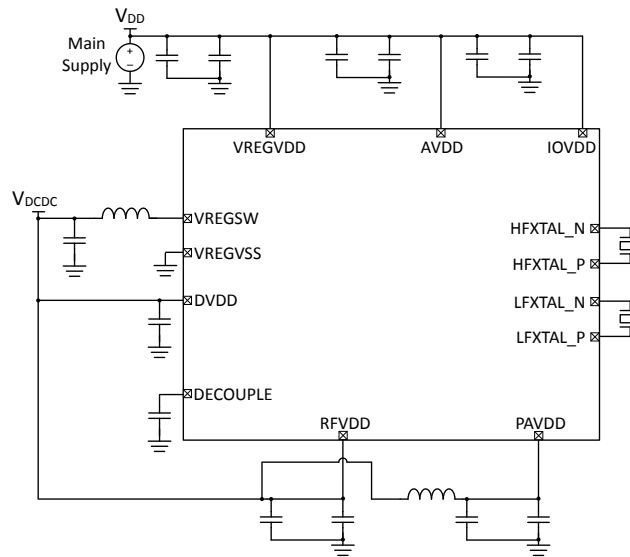 VDD
Main
Supply
+
−
VREGVDD
AVDD
IOVDD
VDCDC
VREGSW
HFXTAL_N
VREGVSS
HFXTAL_P
DVDD
LFXTAL_N
LFXTAL_P
DECOUPLE
RFVDD
PAVDD